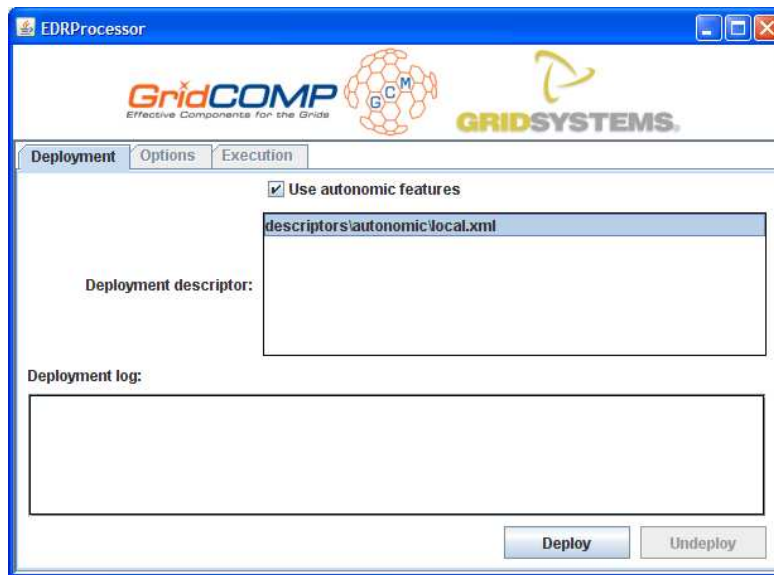 EDRProcessor
GridCOMP
Effective Components for the Grids
G C M
GRIDSYSTEMS.
Deployment Options Execution
Use autonomic features
descriptors\autonomic\local.xml
Deployment descriptor:
Deployment log:
Deploy Undeploy